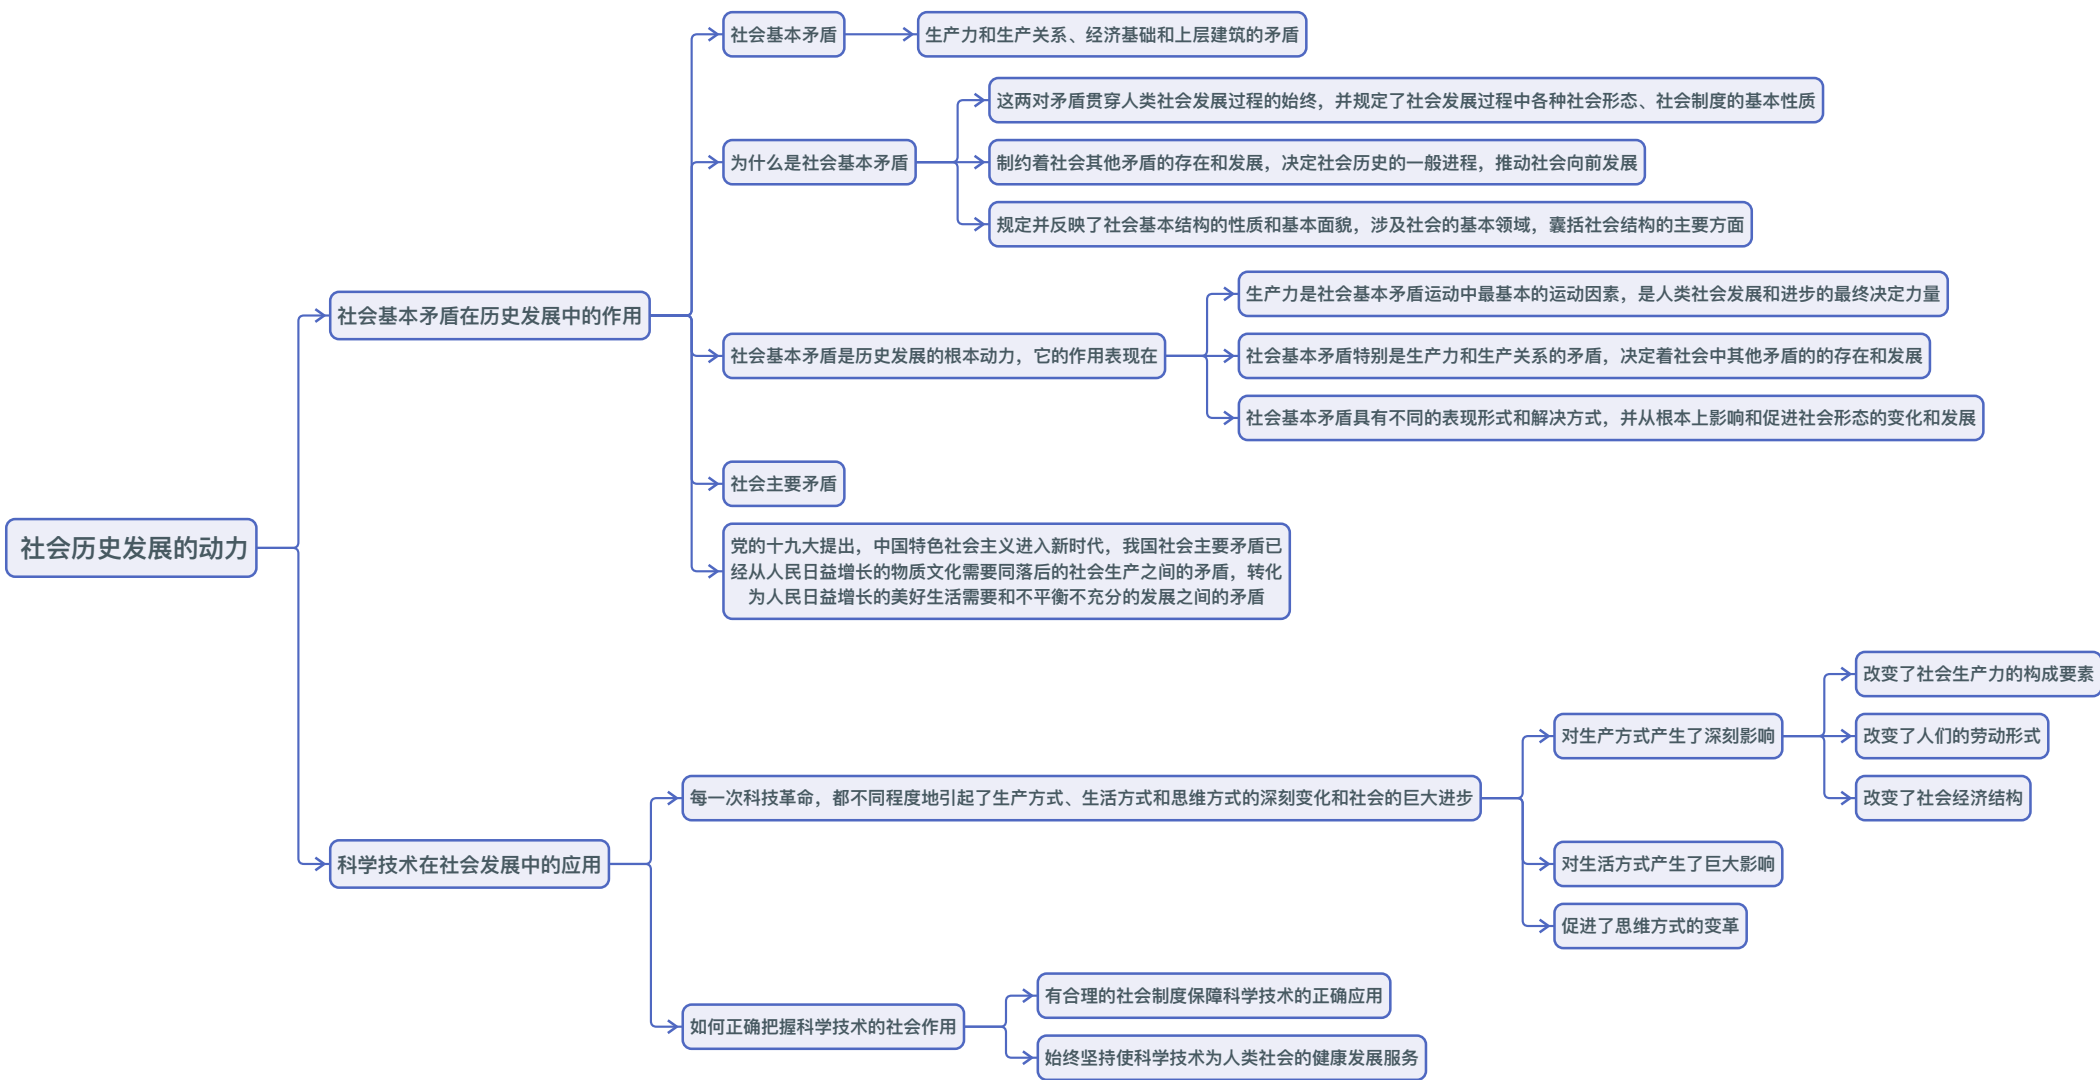 社会历史发展的动力
社会基本矛盾在历史发展中的作用
社会基本矛盾
生产力和生产关系、经济基础和上层建筑的矛盾
为什么是社会基本矛盾
这两对矛盾贯穿人类社会发展过程的始终，并规定了社会发展过程中各种社会形态、社会制度的基本性质
制约着社会其他矛盾的存在和发展，决定社会历史的一般进程，推动社会向前发展
规定并反映了社会基本结构的性质和基本面貌，涉及社会的基本领域，囊括社会结构的主要方面
社会基本矛盾是历史发展的根本动力，它的作用表现在
生产力是社会基本矛盾运动中最基本的运动因素，是人类社会发展和进步的最终决定力量
社会基本矛盾特别是生产力和生产关系的矛盾，决定着社会中其他矛盾的的存在和发展
社会基本矛盾具有不同的表现形式和解决方式，并从根本上影响和促进社会形态的变化和发展
社会主要矛盾
党的十九大提出，中国特色社会主义进入新时代，我国社会主要矛盾已
经从人民日益增长的物质文化需要同落后的社会生产之间的矛盾，转化
为人民日益增长的美好生活需要和不平衡不充分的发展之间的矛盾
科学技术在社会发展中的应用
每一次科技革命，都不同程度地引起了生产方式、生活方式和思维方式的深刻变化和社会的巨大进步
对生产方式产生了深刻影响
改变了社会生产力的构成要素
改变了人们的劳动形式
改变了社会经济结构
对生活方式产生了巨大影响
促进了思维方式的变革
如何正确把握科学技术的社会作用
有合理的社会制度保障科学技术的正确应用
始终坚持使科学技术为人类社会的健康发展服务